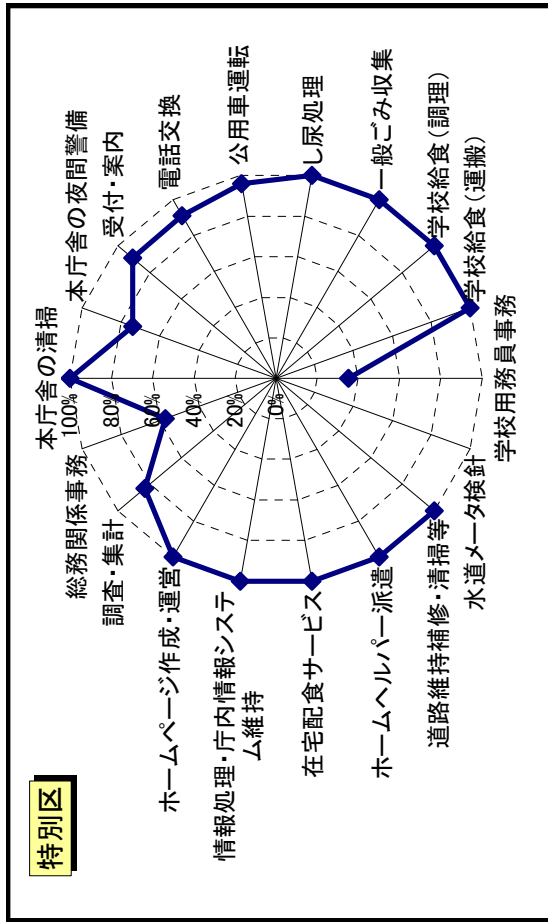 特別区
本庁舎の清掃
本庁舎の夜間警備
受付・案内
電話交換
公用車運転
し尿処理
一般ごみ収集
学校給食(調理)
学校給食(運搬)
学校用務員事務
水道メータ検針
道路維持補修・清掃等
ホームヘルパー派遣
在宅配食サービス
情報処理・庁内情報システ
ム維持
ホームページ作成・運営
調査・集計
総務関係事務
100%
80%
60%
40%
20%
0%